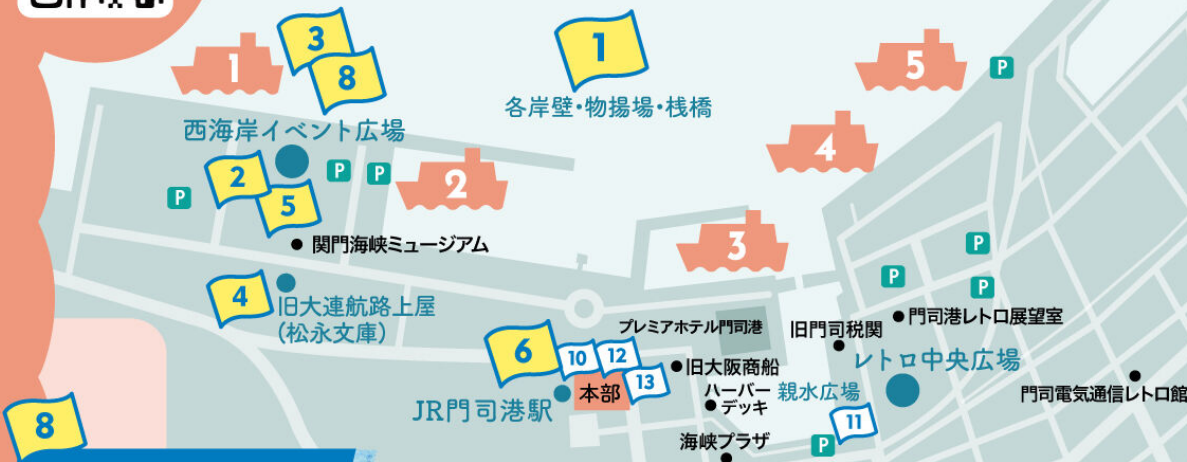 1
3
8
1
各岸壁・物揚場・桟橋
5
P
西海岸イベント広場
4
2
P
P
P
2
5
関門海峡ミュージアム
3
P
P
P
4
旧大連航路上屋
(松永文庫)
門司港レトロ展望室
プレミアホテル門司港
旧門司税関
6
10
12
13
本部
旧大阪商船
レトロ中央広場
JR門司港駅
ハーバー
デッキ
親水広場
門司電気通信レトロ館
8
海峡プラザ
P
11